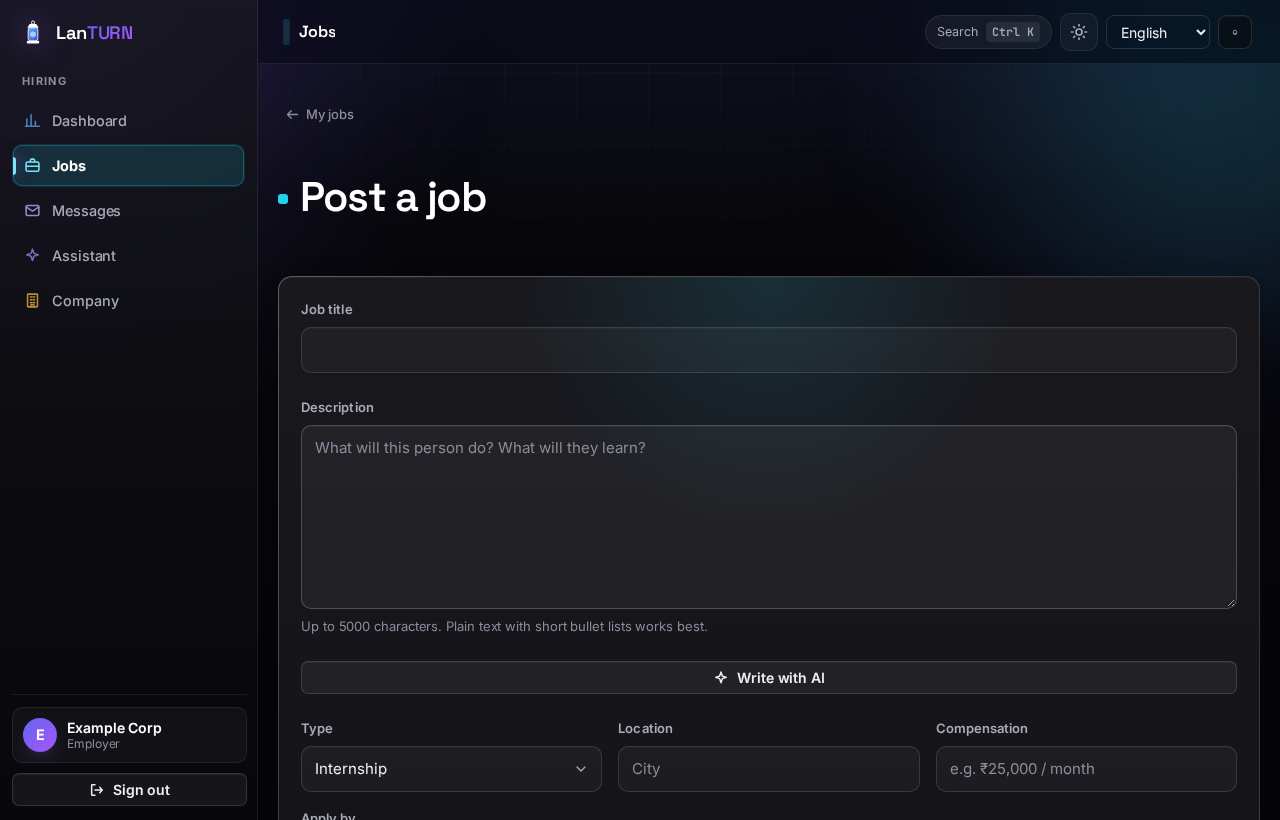 LanTURN
HIRING
Dashboard
Jobs
Messages
Assistant
Company
Example Corp
E
Employer
Sign out
Jobs
Search Ctrl K
English
My jobs
Post a job
Job title
Description
What will this person do? What will they learn?
Up to 5000 characters. Plain text with short bullet lists works best.
Write with AI
Type Location Compensation
Internship City e.g. ₹25,000 / month
Apply by